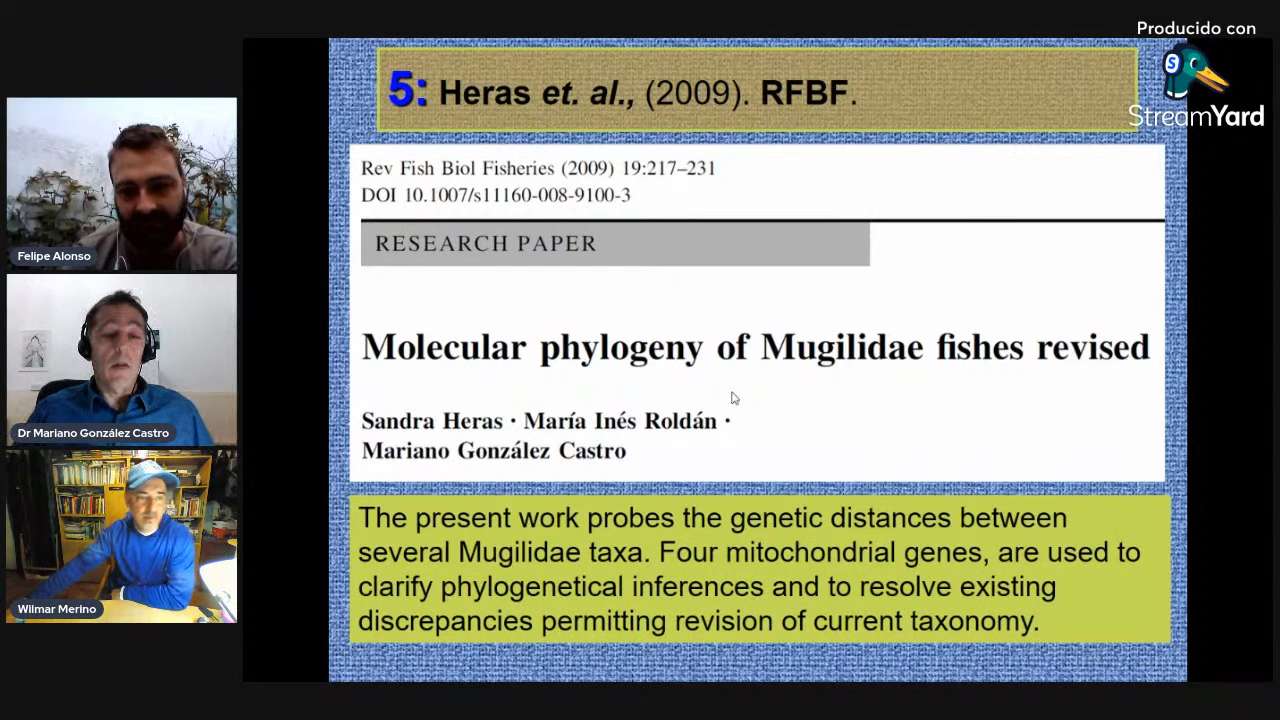 Producido con
StreamYard
5: Heras et. al., (2009). RFBF.
Rev Fish Biol Fisheries (2009) 19:217–231
DOI 10.1007/s11160-008-9100-3
RESEARCH PAPER
Molecular phylogeny of Mugilidae fishes revised
Sandra Heras · María Inés Roldán ·
Mariano González Castro
The present work probes the genetic distances between
several Mugilidae taxa. Four mitochondrial genes, are used to
clarify phylogenetical inferences and to resolve existing
discrepancies permitting revision of current taxonomy.
Felipe Alonso
Dr Mariano González Castro
Wilmar Merino